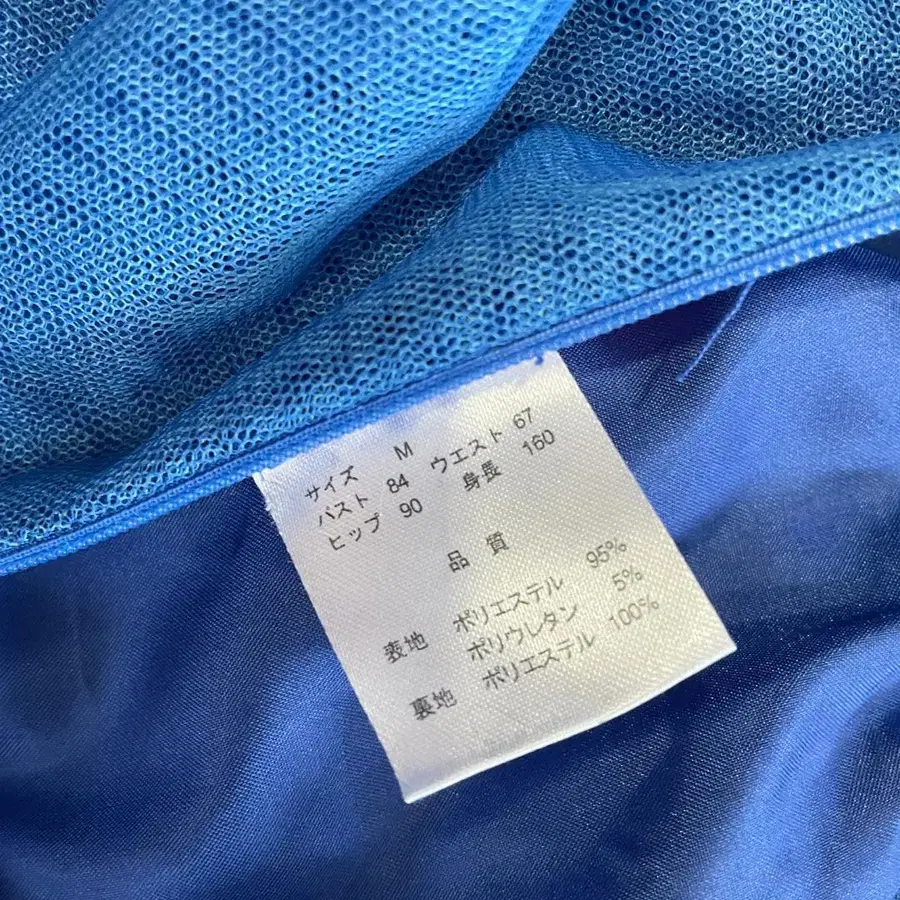 サイズ M
バスト 84 ウエスト 67
ヒップ 90 身長 160
品質
表地 ポリエステル 95%
ポリウレタン 5%
裏地 ポリエステル 100%